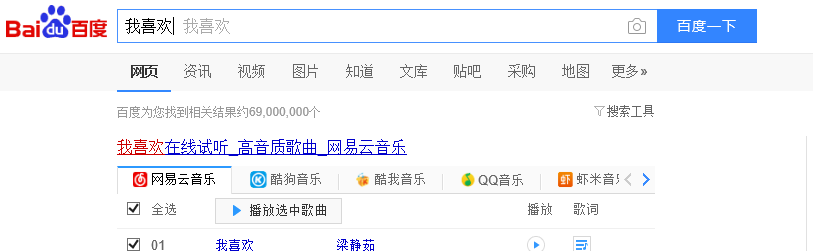 Bai du 百度 我喜欢 我喜欢 百度一下
网页 资讯 视频 图片 知道 文库 贴吧 采购 地图 更多»
百度为您找到相关结果约69,000,000个 搜索工具
我喜欢在线试听_高音质歌曲_网易云音乐
网易云音乐 酷狗音乐 酷我音乐 QQ音乐 虾 虾米音乐
全选 播放选中歌曲 播放 歌词
01 我喜欢 梁静茹